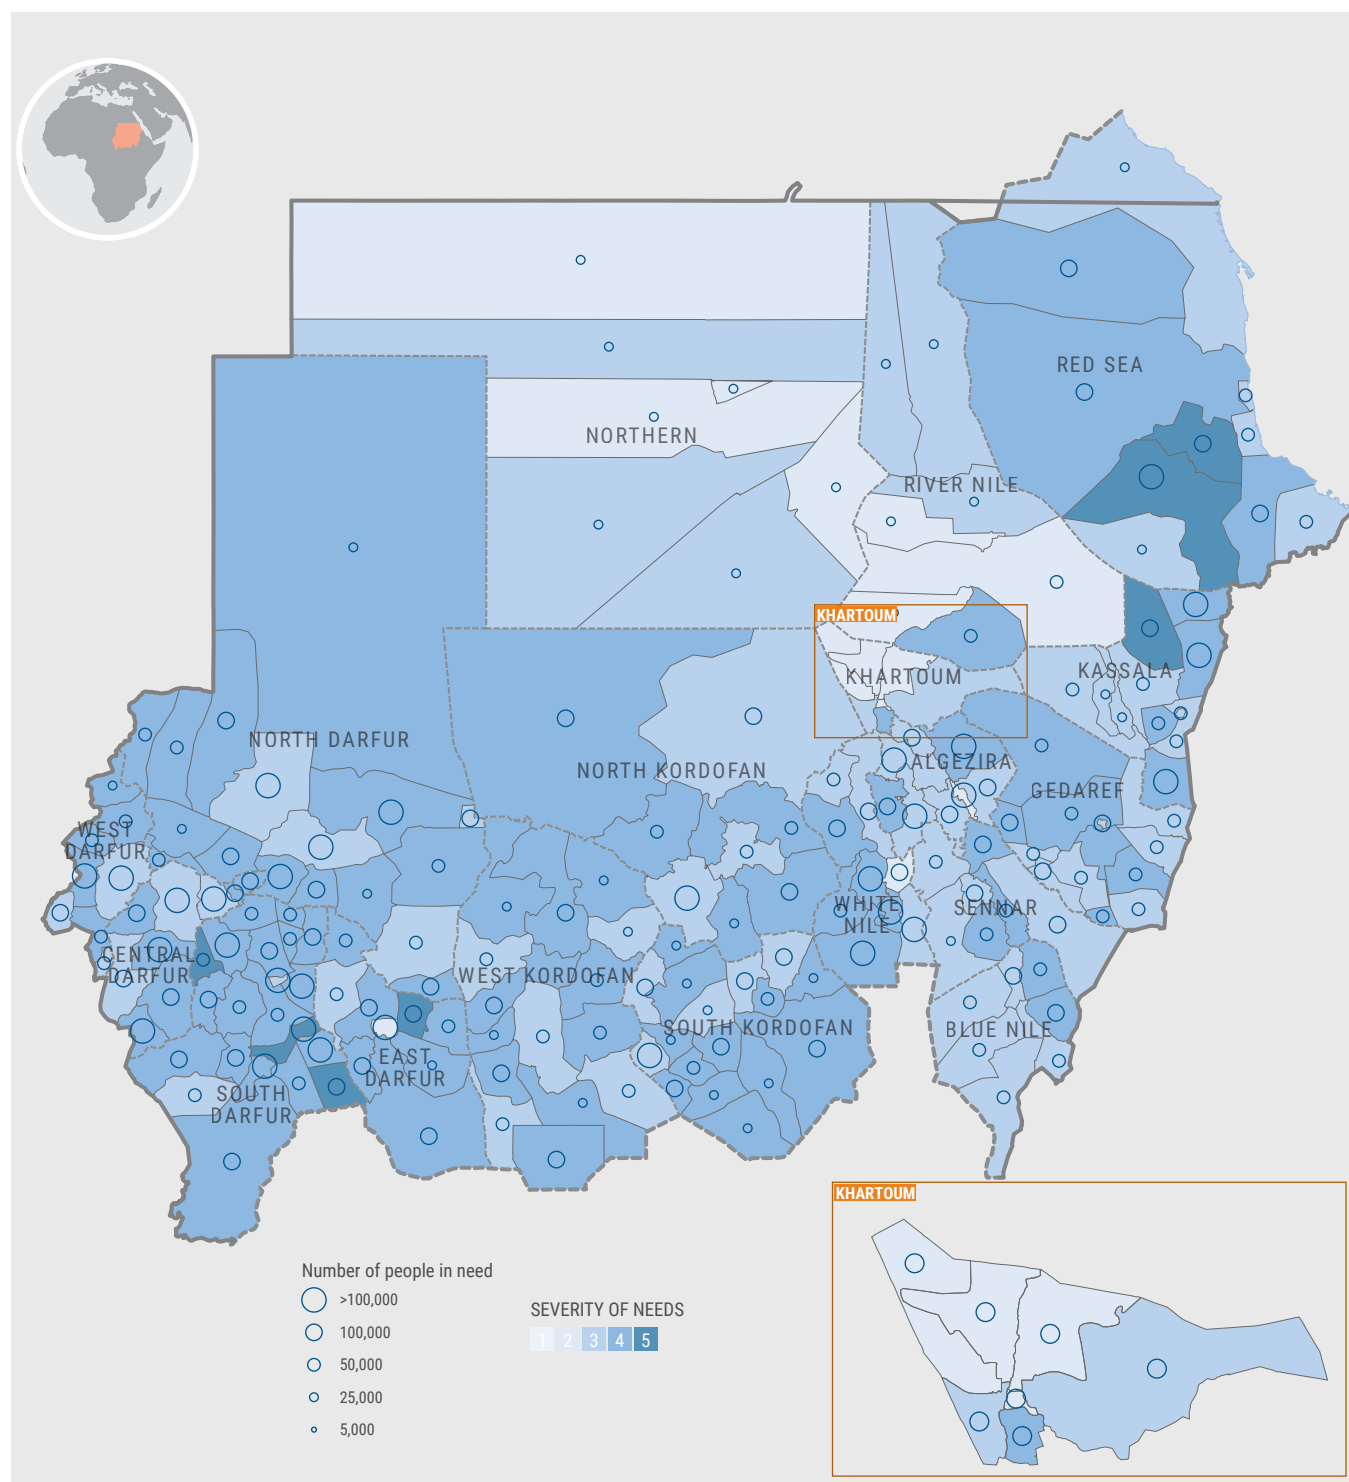 RED SEA
NORTHERN
RIVER NILE
KHARTOUM
KHARTOUM
KASSALA
NORTH DARFUR
NORTH KORDOFAN
ALGEZIRA
GEDAREF
WEST
DARFUR
WHITE
NILE
SENNAR
CENTRAL
DARFUR
WEST KORDOFAN
SOUTH KORDOFAN
BLUE NILE
EAST
DARFUR
SOUTH
DARFUR
KHARTOUM
Number of people in need
>100,000
100,000
50,000
25,000
5,000
SEVERITY OF NEEDS
1 2 3 4 5